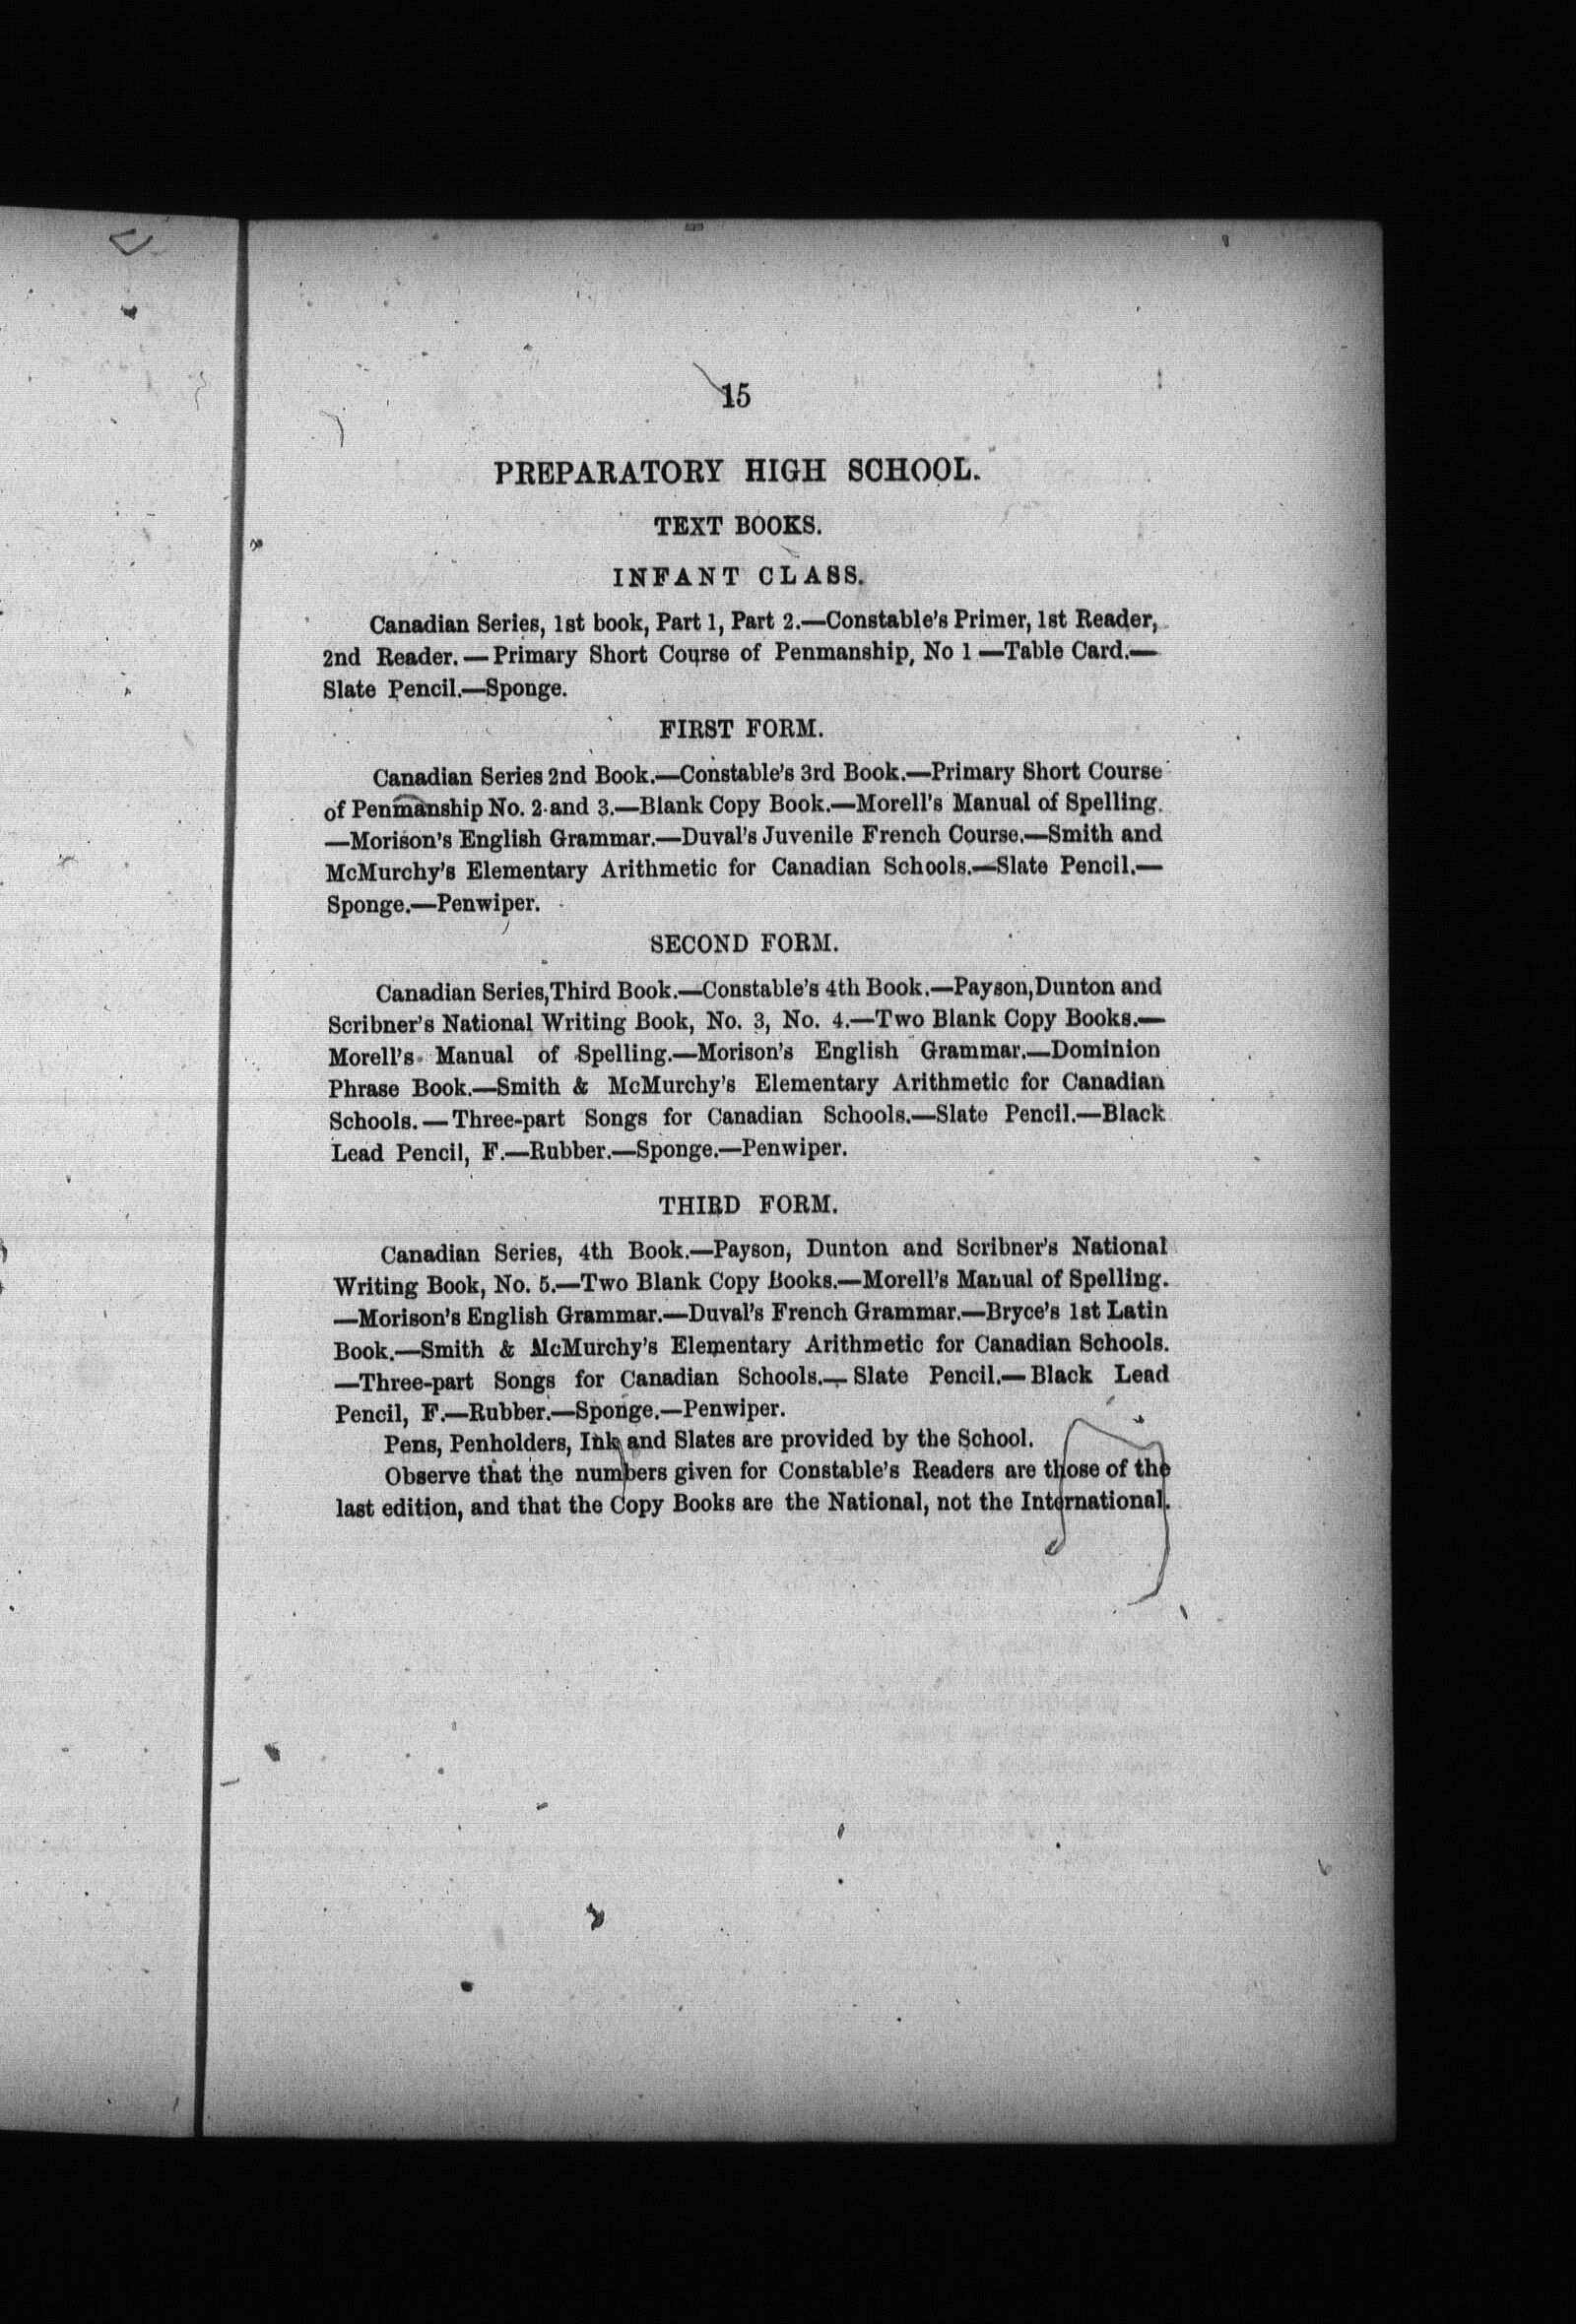 15
PREPARATORY HIGH SCHOOL.
TEXT BOOKS.
INFANT CLASS.
Canadian Series, 1st book, Part 1, Part 2.—Constable's Primer, 1st Reader,
2nd Reader.—Primary Short Course of Penmanship, No 1—Table Card.—
Slate Pencil.—Sponge.
FIRST FORM.
Canadian Series 2nd Book.—Constable's 3rd Book.—Primary Short Course
of Penmanship No. 2 and 3.—Blank Copy Book.—Morell's Manual of Spelling.
—Morison's English Grammar.—Duval's Juvenile French Course.—Smith and
McMurchy's Elementary Arithmetic for Canadian Schools.—Slate Pencil.—
Sponge.—Penwiper.
SECOND FORM.
Canadian Series,Third Book.—Constable's 4th Book.—Payson,Dunton and
Scribner's National Writing Book, No. 3, No. 4.—Two Blank Copy Books.—
Morell's Manual of Spelling.—Morison's English Grammar.—Dominion
Phrase Book.—Smith & McMurchy's Elementary Arithmetic for Canadian
Schools.—Three-part Songs for Canadian Schools.—Slate Pencil.—Black
Lead Pencil, F.—Rubber.—Sponge.—Penwiper.
THIRD FORM.
Canadian Series, 4th Book.—Payson, Dunton and Scribner's National
Writing Book, No. 5.—Two Blank Copy Books.—Morell's Manual of Spelling.
—Morison's English Grammar.—Duval's French Grammar.—Bryce's 1st Latin
Book.—Smith & McMurchy's Elementary Arithmetic for Canadian Schools.
—Three-part Songs for Canadian Schools.—Slate Pencil.—Black Lead
Pencil, F.—Rubber.—Sponge.—Penwiper.
Pens, Penholders, Ink and Slates are provided by the School.
Observe that the numbers given for Constable's Readers are those of the
last edition, and that the Copy Books are the National, not the International.